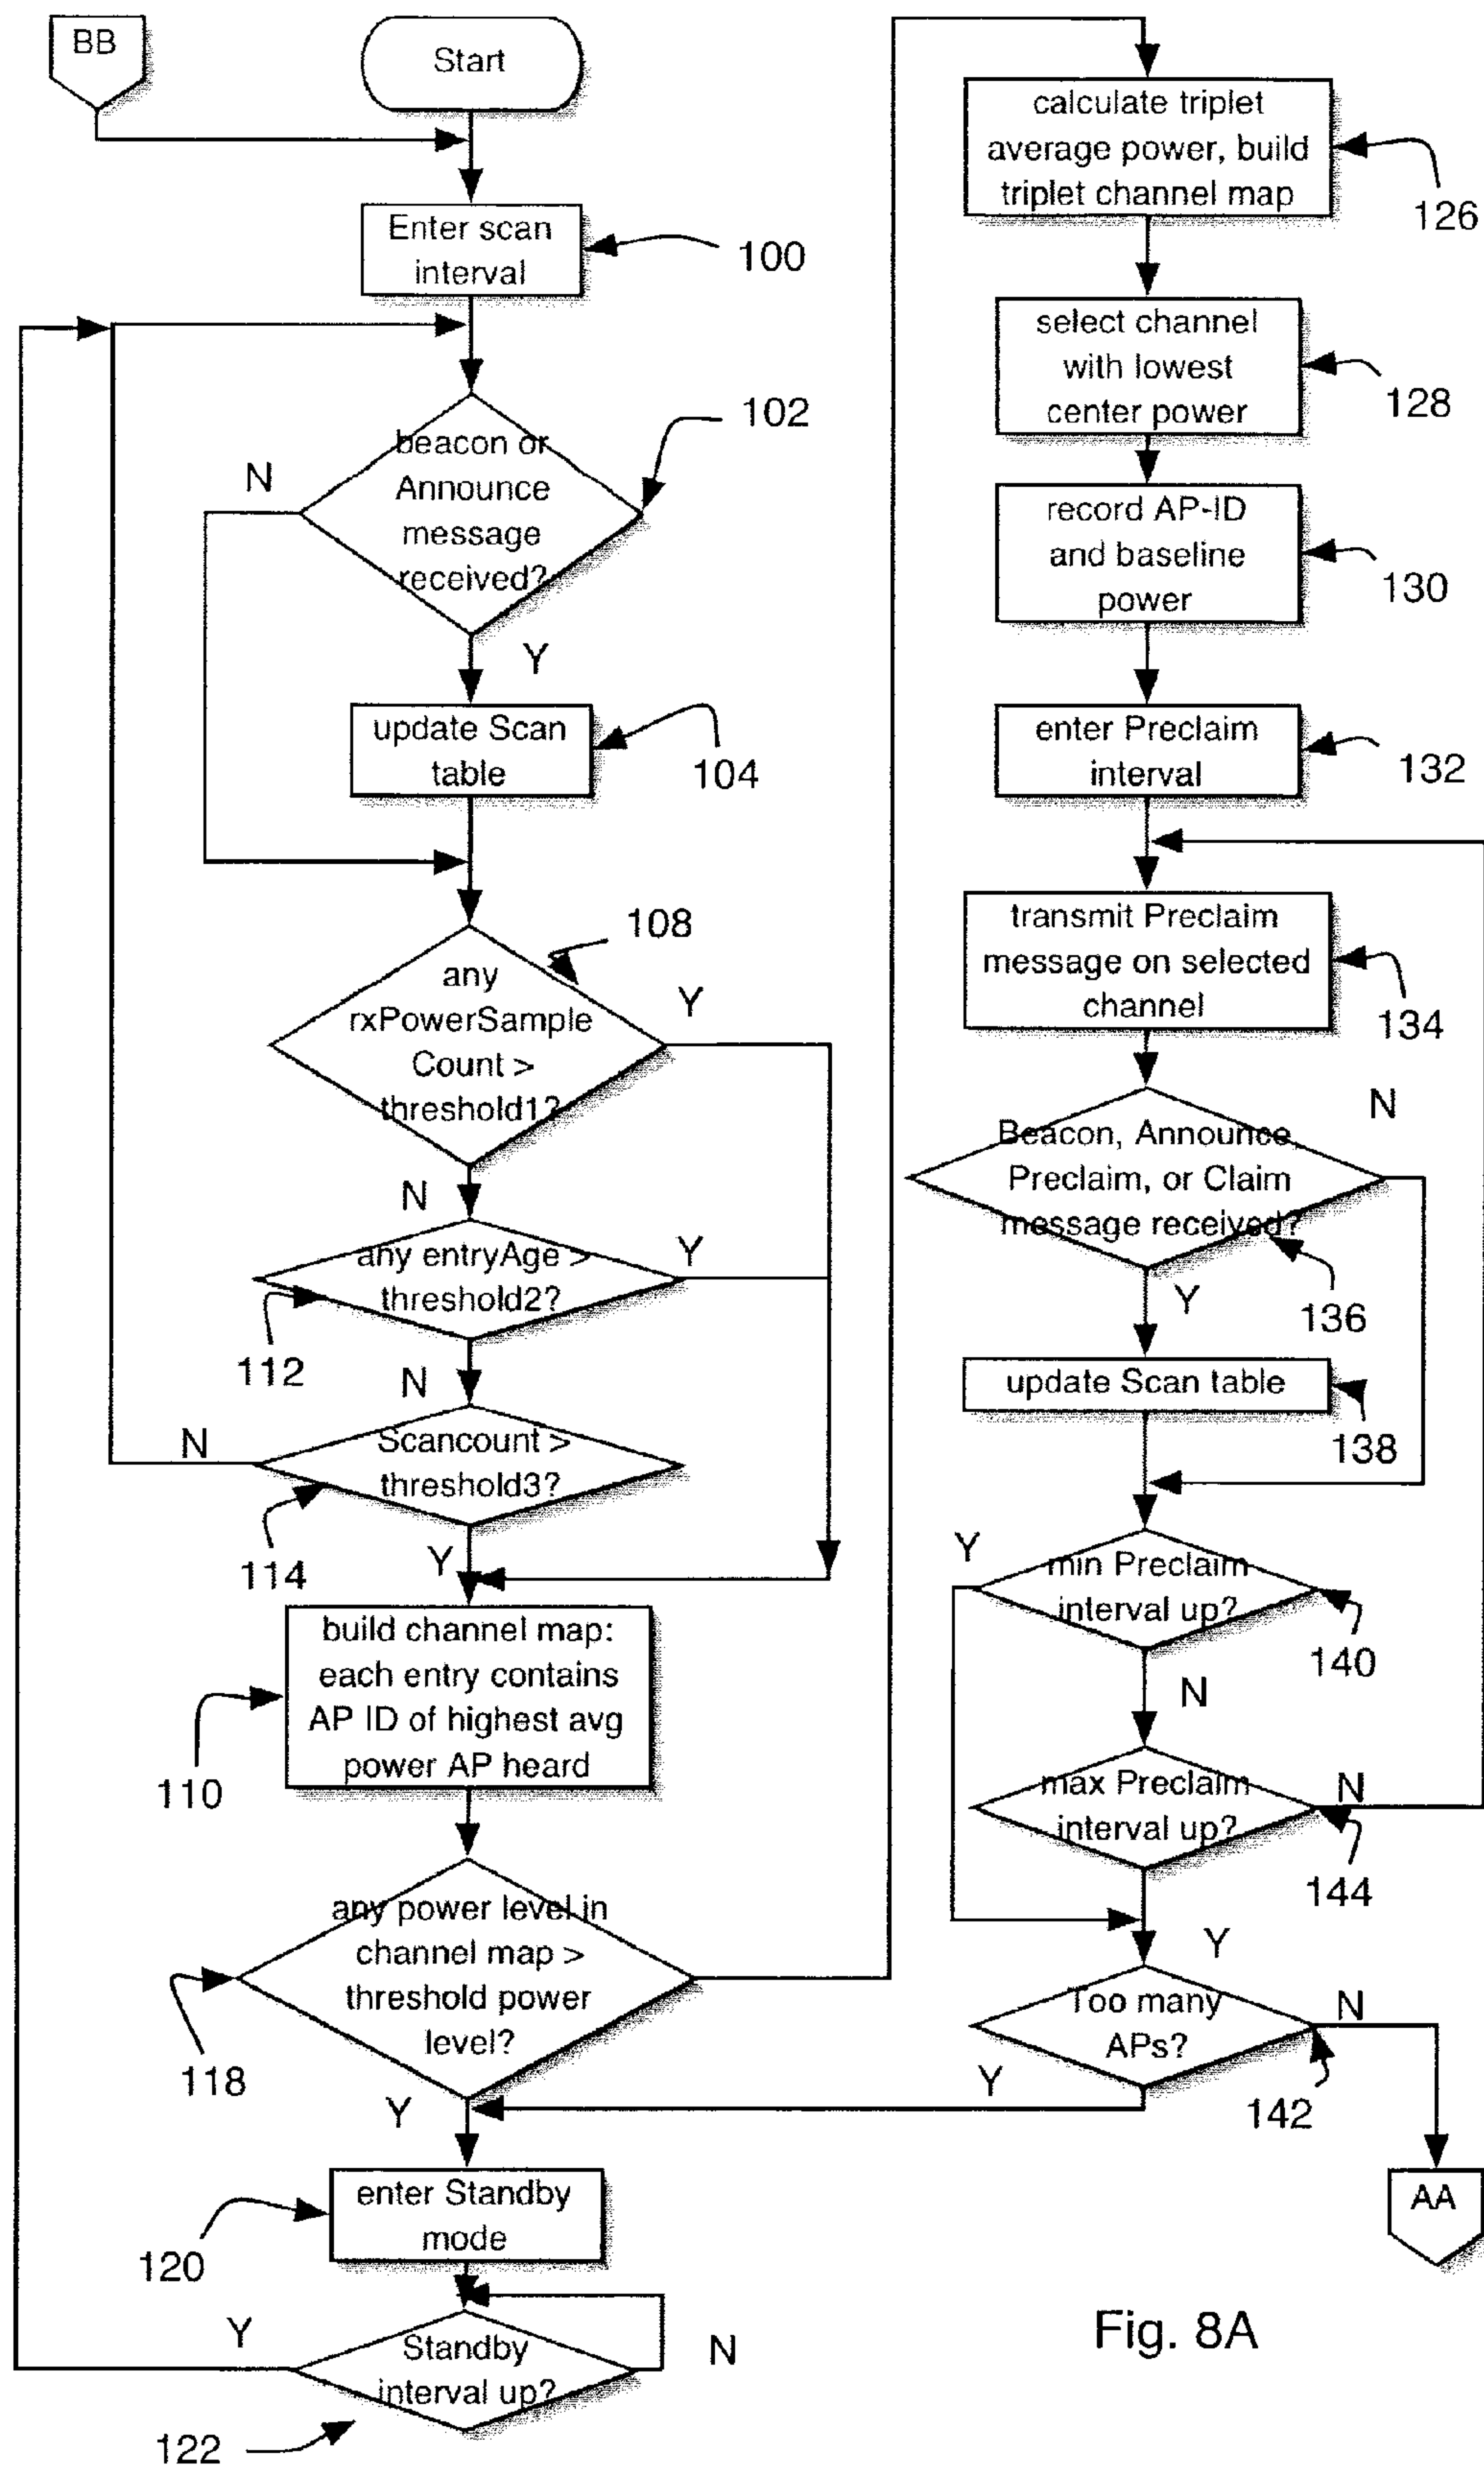 BB
Start
Enter scan
interval
100
beacon or
Announce
message
received?
102
N
Y
update Scan
table
104
any
rxPowerSample
Count >
threshold1?
108
Y
N
any entryAge >
threshold2?
Y
112
N
Scancount >
threshold3?
N
114
Y
build channel map:
each entry contains
AP ID of highest avg
power AP heard
110
any power level in
channel map >
threshold power
level?
118
Y
enter Standby
mode
120
Standby
interval up?
Y
N
122
calculate triplet
average power, build
triplet channel map
126
select channel
with lowest
center power
128
record AP-ID
and baseline
power
130
enter Preclaim
interval
132
transmit Preclaim
message on selected
channel
134
Beacon, Announce,
Preclaim, or Claim
message received?
N
136
Y
update Scan table
138
min Preclaim
interval up?
Y
140
N
max Preclaim
interval up?
N
144
Y
Too many
APs?
N
Y
142
AA
Fig. 8A